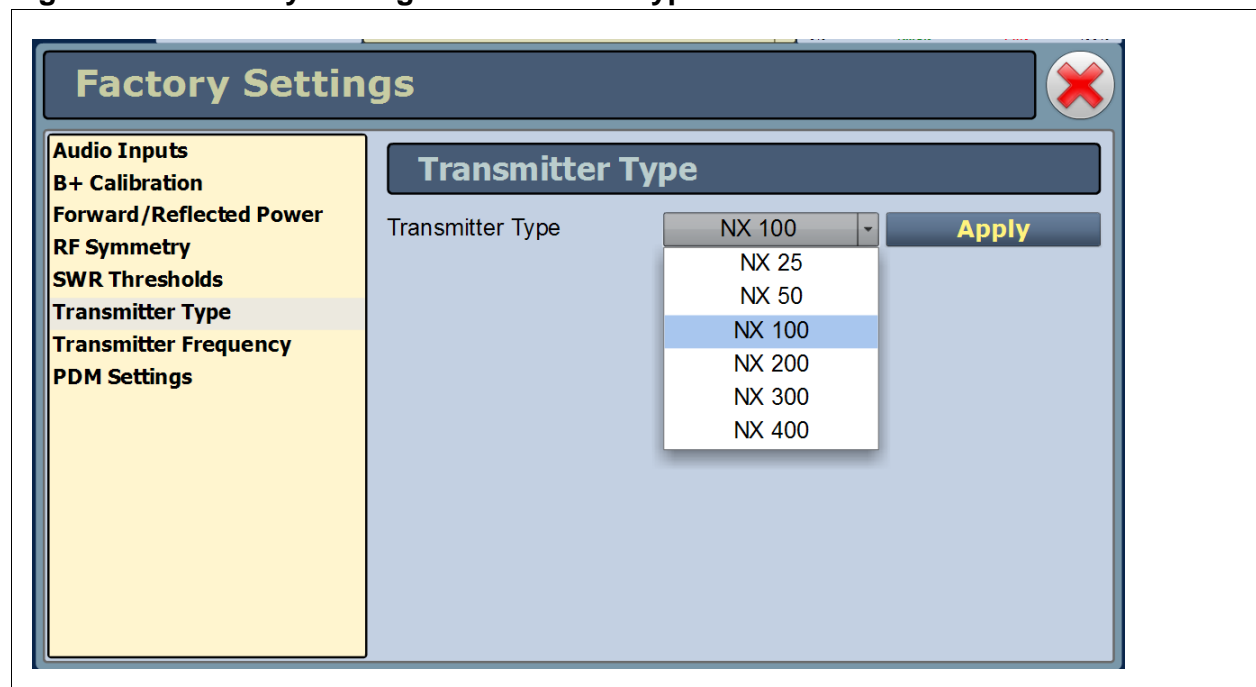 Factory Settings
Audio Inputs
B+ Calibration
Forward/Reflected Power
RF Symmetry
SWR Thresholds
Transmitter Type
Transmitter Frequency
PDM Settings
Transmitter Type
Transmitter Type NX 100 Apply
NX 25
NX 50
NX 100
NX 200
NX 300
NX 400